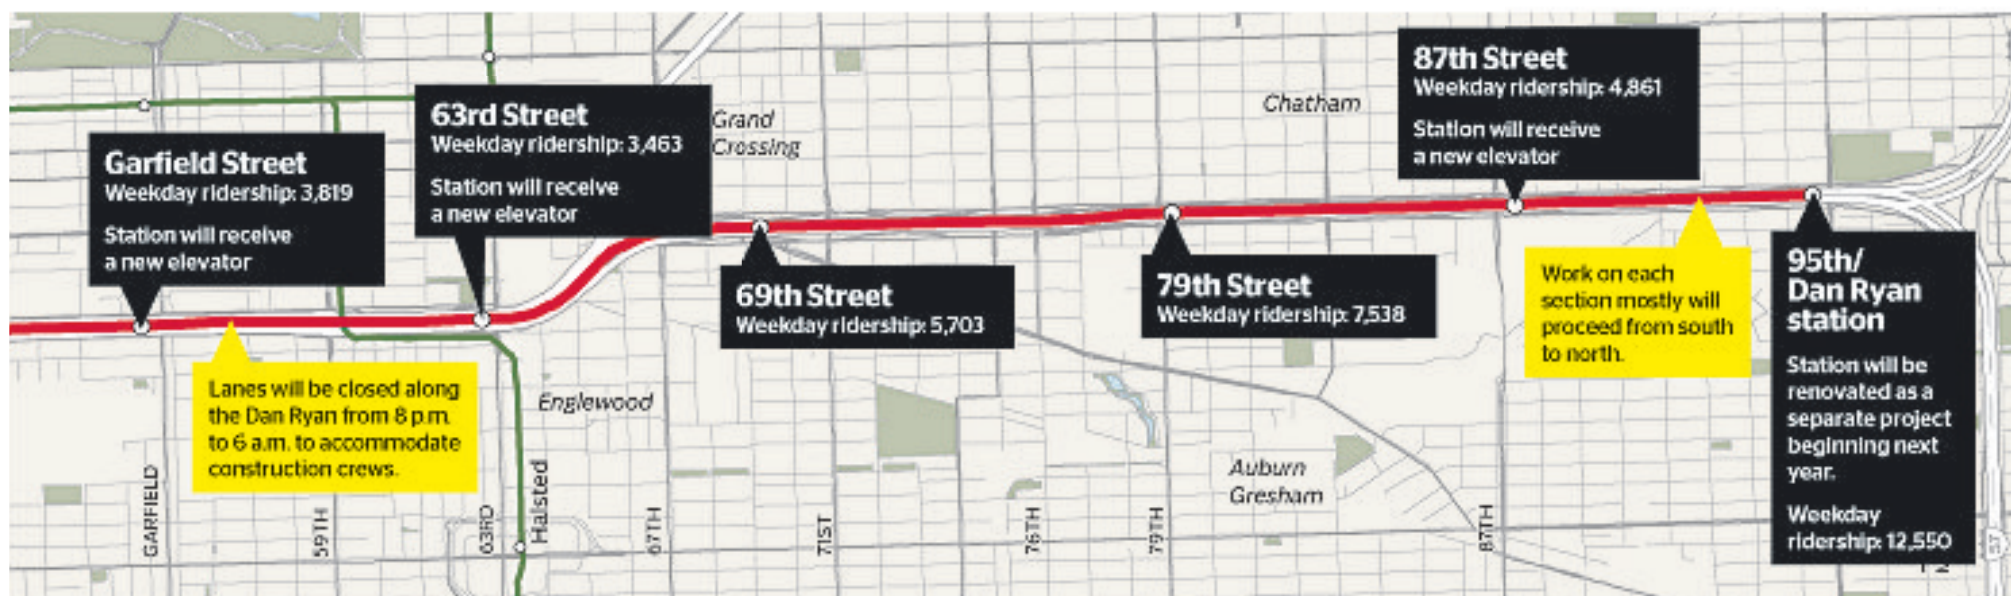 Garfield Street
Weekday ridership: 3,819
Station will receive
a new elevator
63rd Street
Weekday ridership: 3,463
Station will receive
a new elevator
Grand
Crossing
69th Street
Weekday ridership: 5,703
79th Street
Weekday ridership: 7,538
Chatham
87th Street
Weekday ridership: 4,861
Station will receive
a new elevator
Work on each
section mostly will
proceed from south
to north.
95th/
Dan Ryan
station
Station will be
renovated as a
separate project
beginning next
year.
Weekday
ridership: 12,550
Lanes will be closed along
the Dan Ryan from 8 p.m.
to 6 a.m. to accommodate
construction crews.
Englewood
Auburn
Gresham
GARFIELD
59TH
63RD
Halsted
67TH
71ST
76TH
79TH
87TH
57